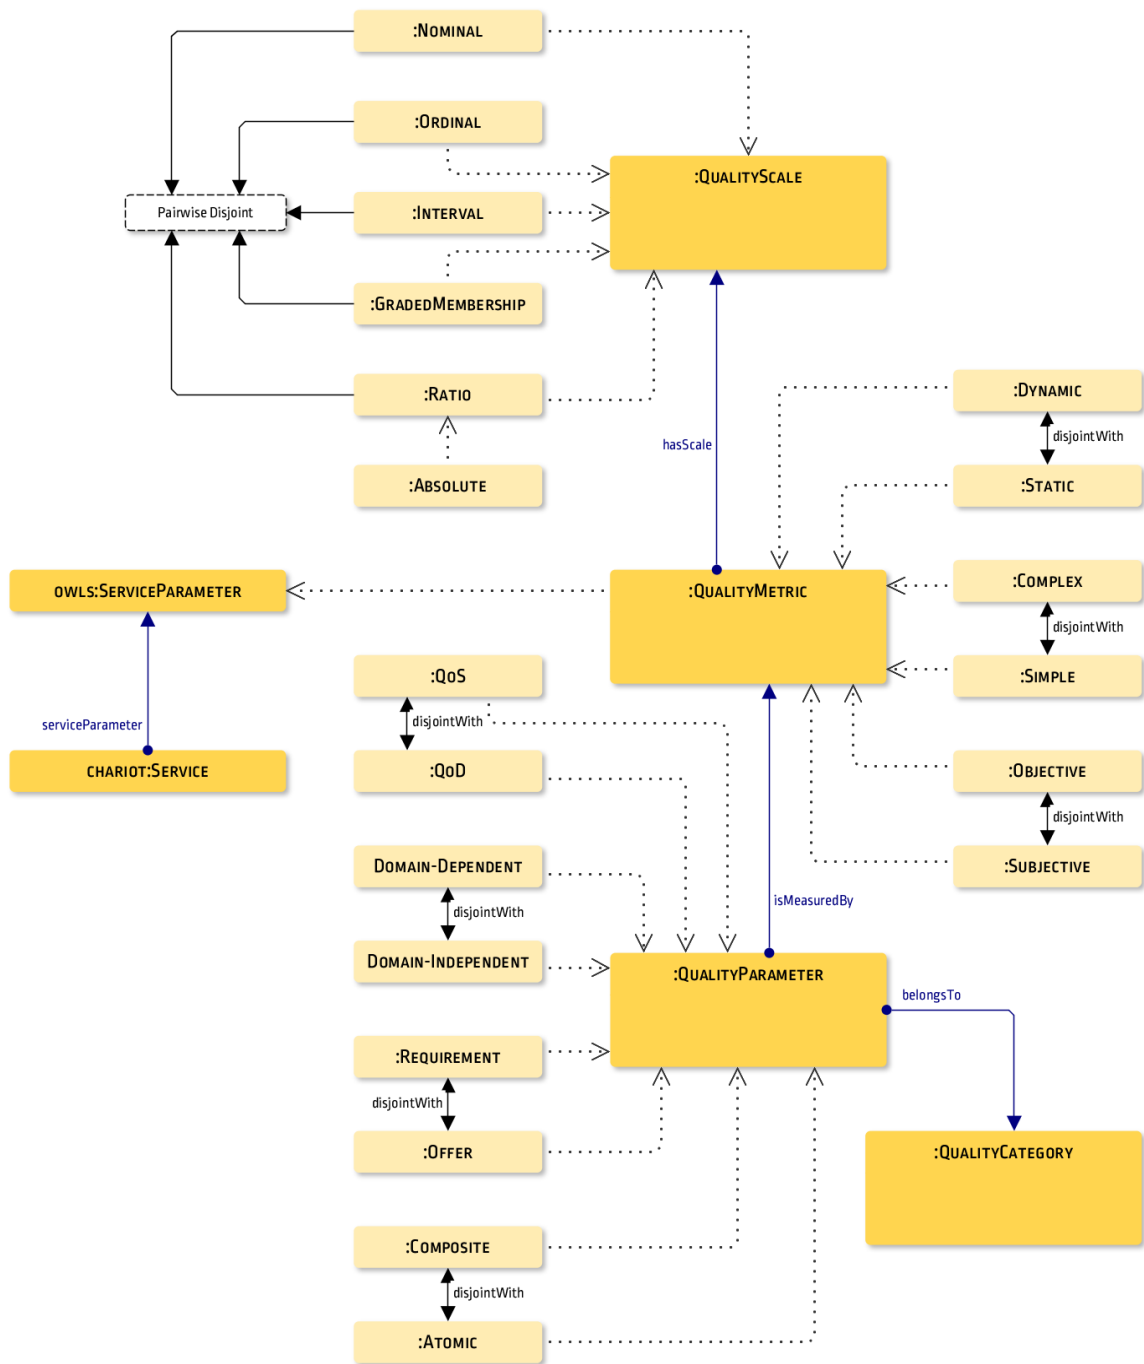 :Nominal
:Ordinal
:QualityScale
Pairwise Disjoint
:Interval
:GradedMembership
:Ratio
:Dynamic
hasScale
disjointWith
:Absolute
:Static
owls:ServiceParameter
:QualityMetric
:Complex
disjointWith
:QoS
:Simple
serviceParameter
disjointWith
chariot:Service
:QoD
:Objective
disjointWith
Domain-Dependent
:Subjective
disjointWith
isMeasuredBy
Domain-Independent
:QualityParameter
belongsTo
:Requirement
disjointWith
:Offer
:QualityCategory
:Composite
disjointWith
:Atomic